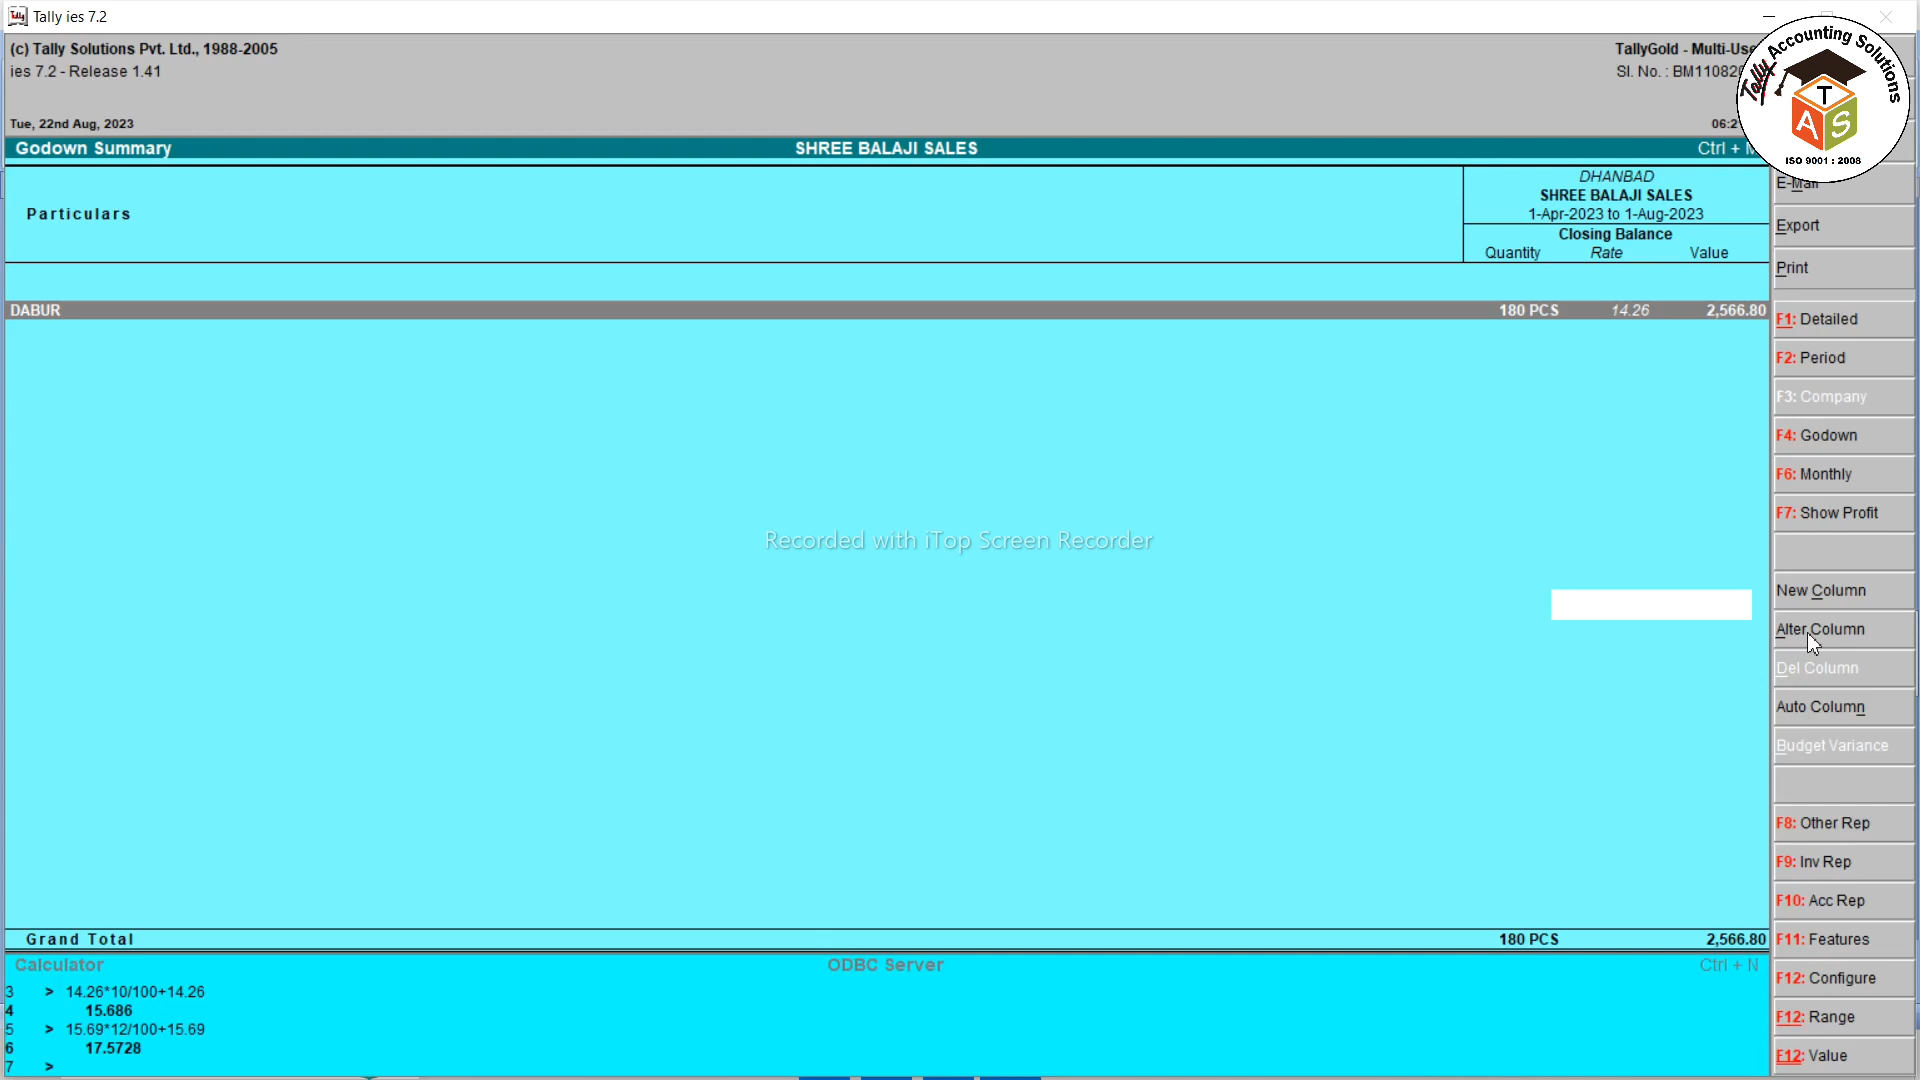 Tally ies 7.2
(c) Tally Solutions Pvt. Ltd., 1988-2005
ies 7.2 - Release 1.41
TallyGold - Multi-Use
Sl. No. : BM11082
Tue, 22nd Aug, 2023
06:2
Tally Accounting Solutions
T
A S
ISO 9001 : 2008
Godown Summary SHREE BALAJI SALES Ctrl + M
Particulars
DHANBAD
SHREE BALAJI SALES
1-Apr-2023 to 1-Aug-2023
Closing Balance
Quantity Rate Value
DABUR 180 PCS 14.26 2,566.80
Recorded with iTop Screen Recorder
Grand Total 180 PCS 2,566.80
Calculator ODBC Server Ctrl + N
3 > 14.26*10/100+14.26
4 15.686
5 > 15.69*12/100+15.69
6 17.5728
7 >
E-Mail
Export
Print
F1: Detailed
F2: Period
F3: Company
F4: Godown
F6: Monthly
F7: Show Profit
New Column
Alter Column
Del Column
Auto Column
Budget Variance
F8: Other Rep
F9: Inv Rep
F10: Acc Rep
F11: Features
F12: Configure
F12: Range
F12: Value